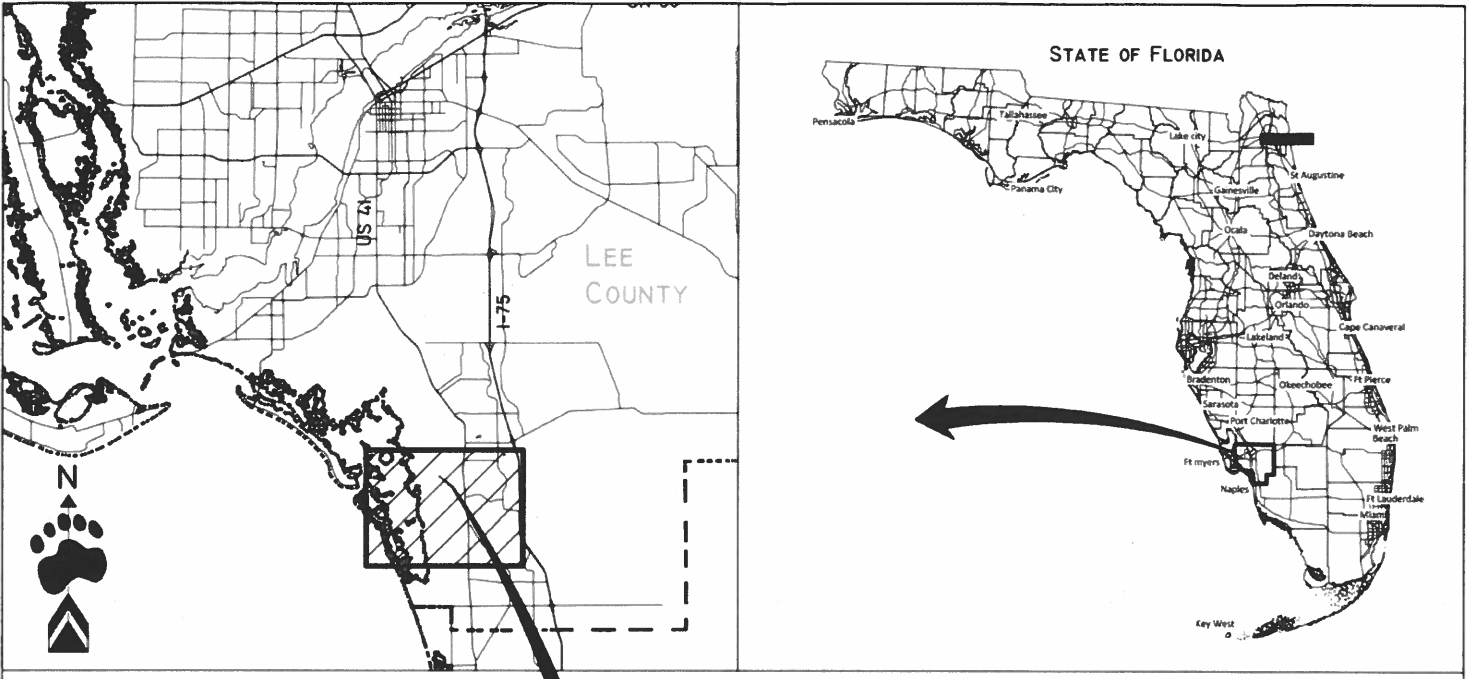 US 41
I-75
LEE
COUNTY
N
STATE OF FLORIDA
Pensacola
Tallahassee
Lake city
St Augustine
Panama City
Gainesville
Ocala
Daytona Beach
Deland
Orlando
Cape Canaveral
Lakeland
Bradenton
Okeechobee
Ft Pierce
Sarasota
Port Charlotte
West Palm
Beach
Ft myers
Naples
Ft Lauderdale
Miami
Key West